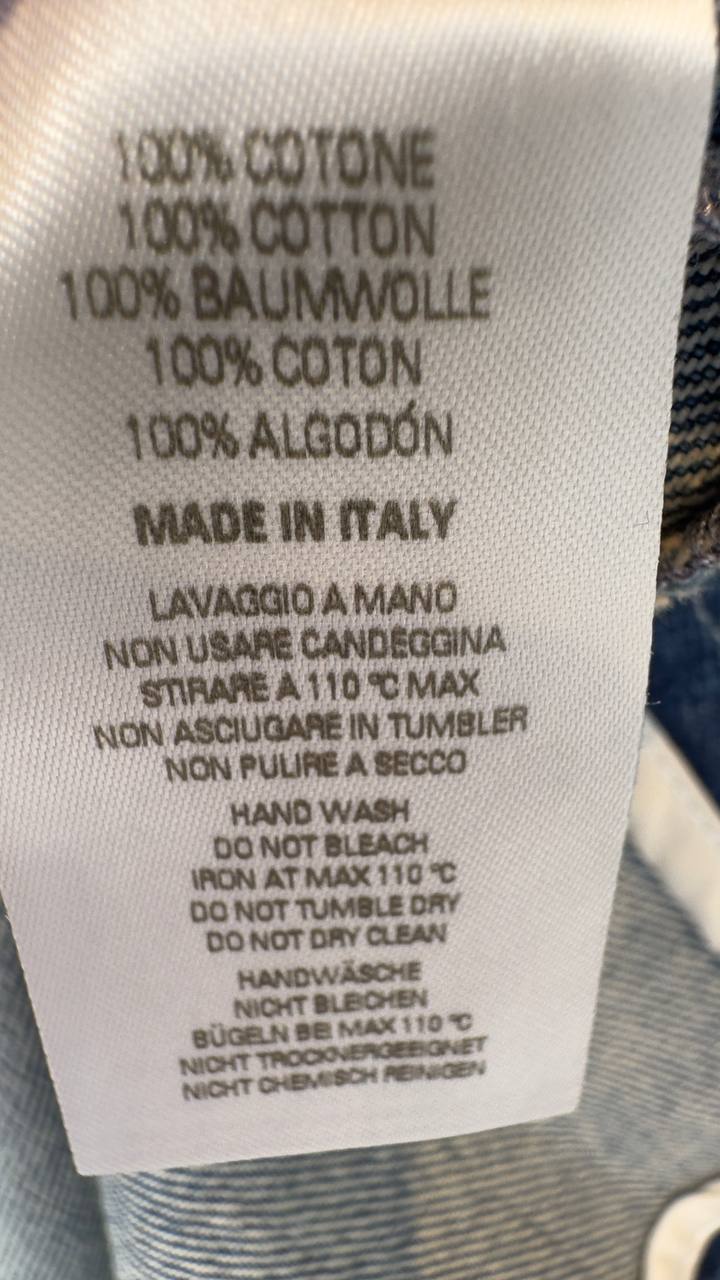 100% COTONE
100% COTTON
100% BAUMWOLLE
100% COTON
100% ALGODÓN
MADE IN ITALY
LAVAGGIO A MANO
NON USARE CANDEGGINA
STIRARE A 110 °C MAX
NON ASCIUGARE IN TUMBLER
NON PULIRE A SECCO
HAND WASH
DO NOT BLEACH
IRON AT MAX 110 °C
DO NOT TUMBLE DRY
DO NOT DRY CLEAN
HANDWÄSCHE
NICHT BLEICHEN
BÜGELN BEI MAX 110 °C
NICHT TROCKNERGEEIGNET
NICHT CHEMISCH REINIGEN